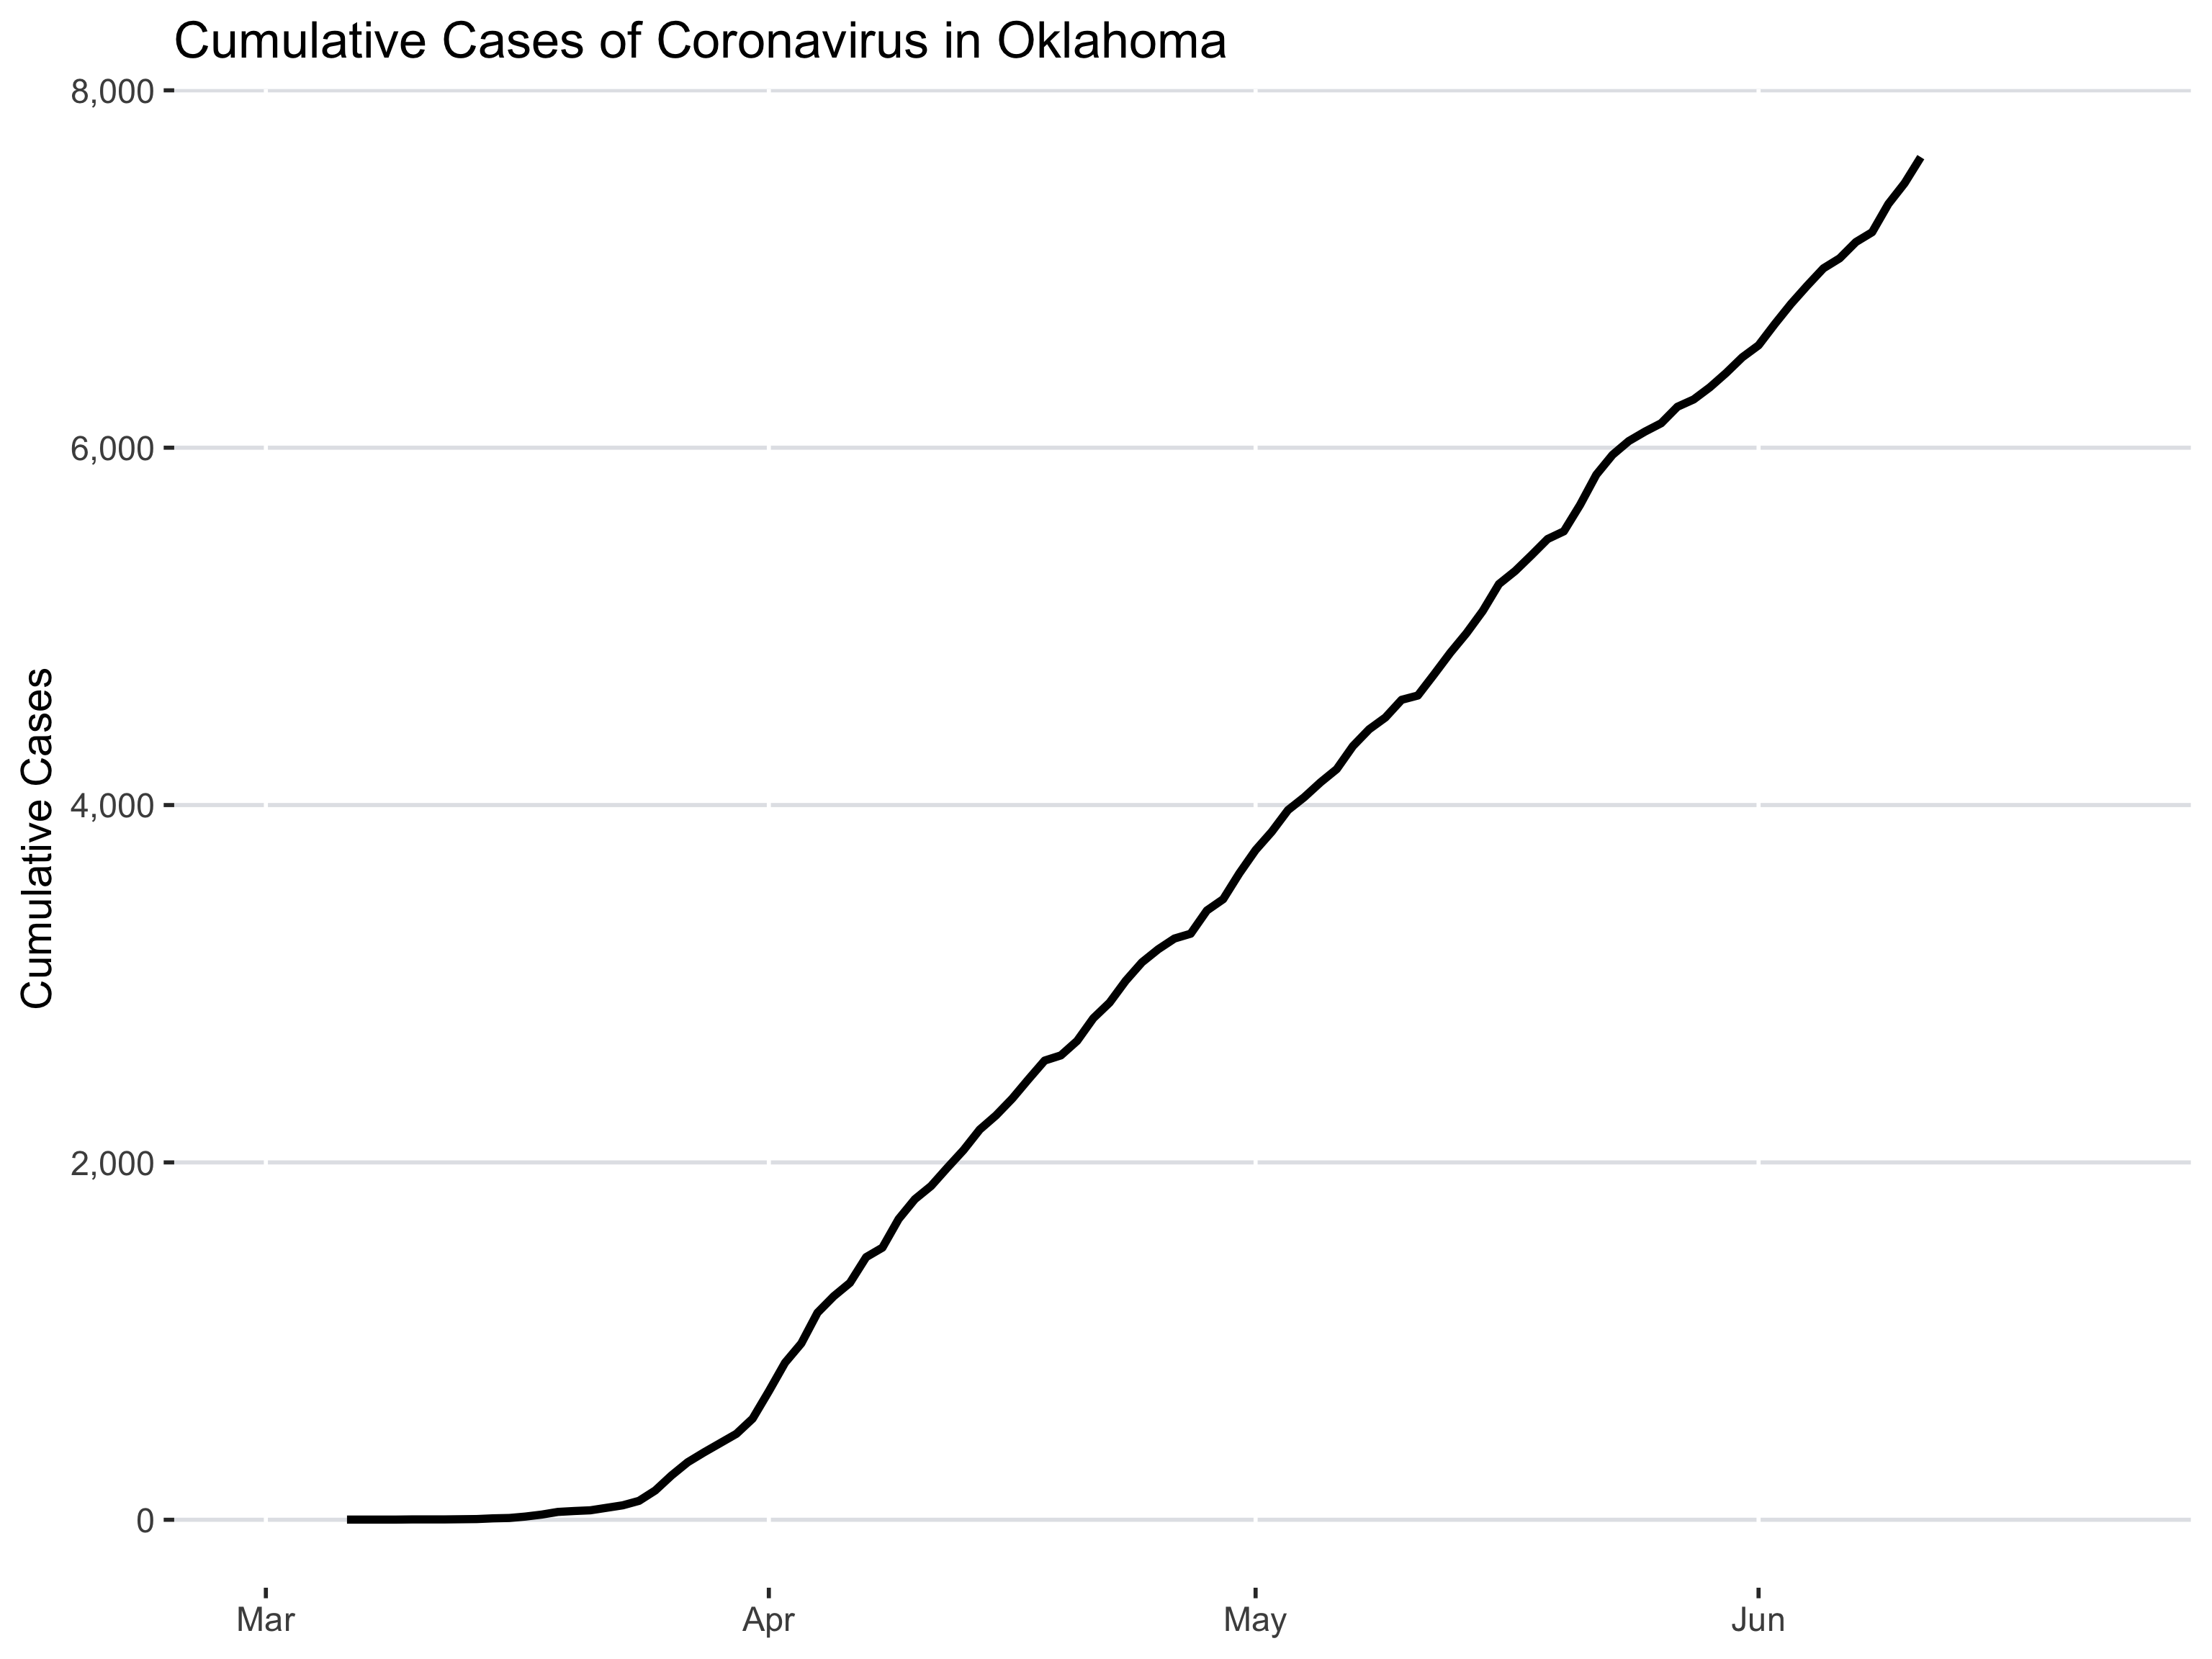 Cumulative Cases of Coronavirus in Oklahoma
8,000
6,000
4,000
2,000
0
Cumulative Cases
Mar Apr May Jun